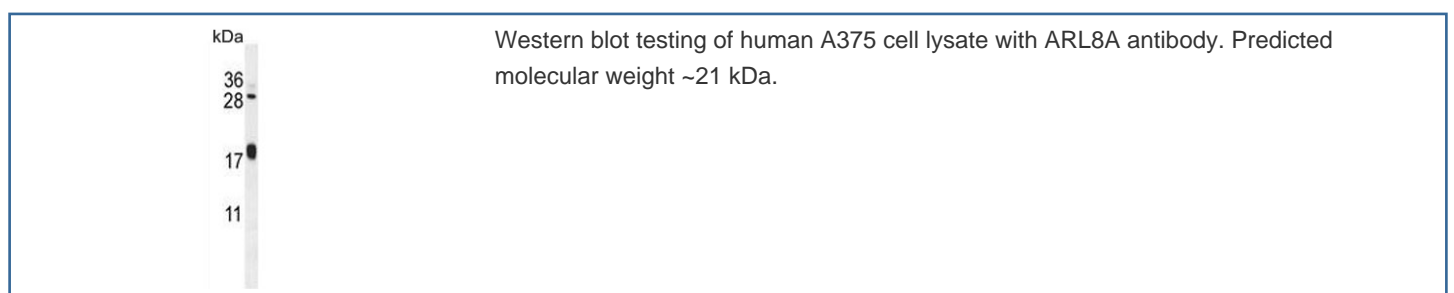 kDa
36
28
17
11
Western blot testing of human A375 cell lysate with ARL8A antibody. Predicted
molecular weight ~21 kDa.